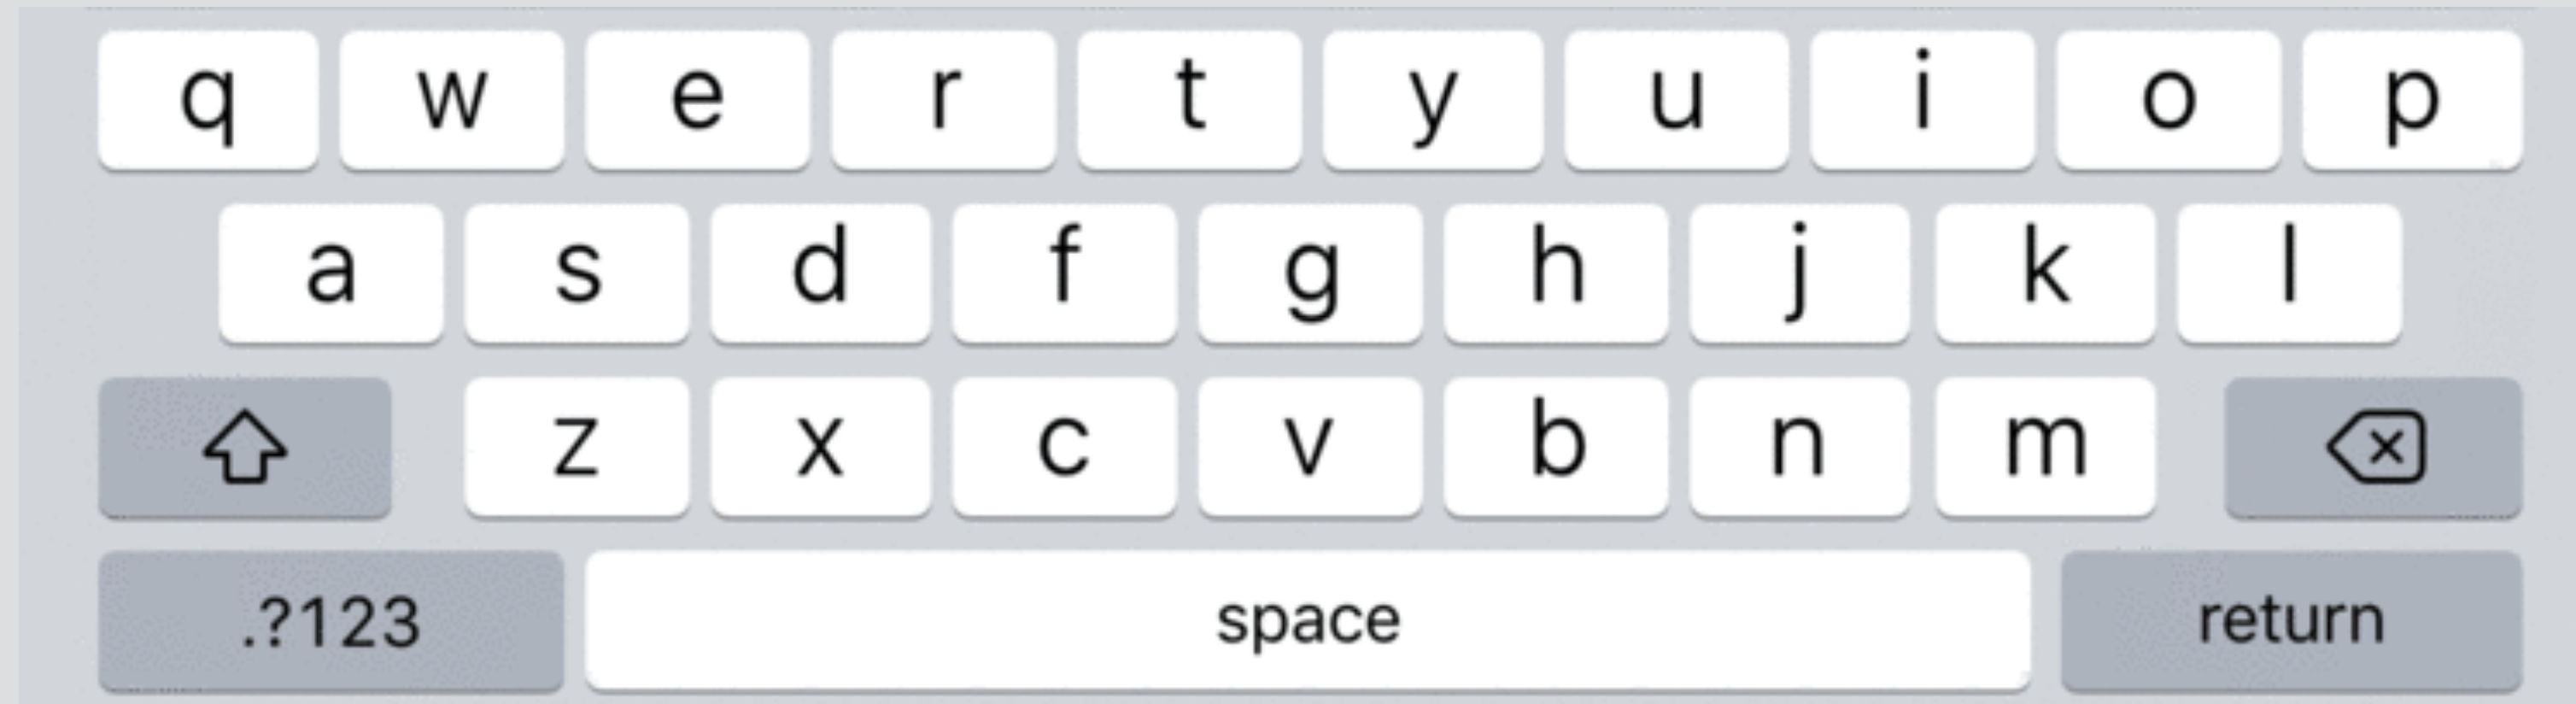 q w e r t y u i o p
a s d f g h j k l
z x c v b n m
.?123 space return